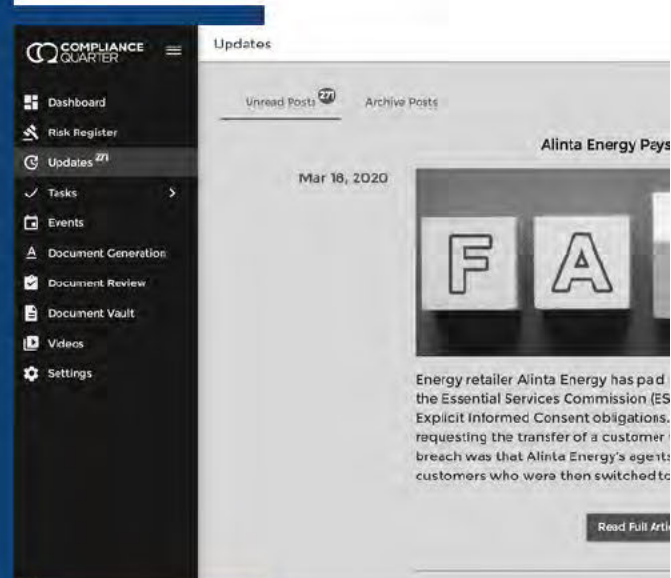 COMPLIANCE
QUARTER
Updates
Dashboard
Risk Register
Updates 271
Tasks
Events
Document Generation
Document Review
Document Vault
Videos
Settings
Unread Posts 271
Archive Posts
Alinta Energy Pays
Mar 18, 2020
F A
Energy retailer Alinta Energy has paid
the Essential Services Commission (ES
Explicit Informed Consent obligations.
requesting the transfer of a customer
breach was that Alinta Energy's agents
customers who were then switched to
Read Full Artic